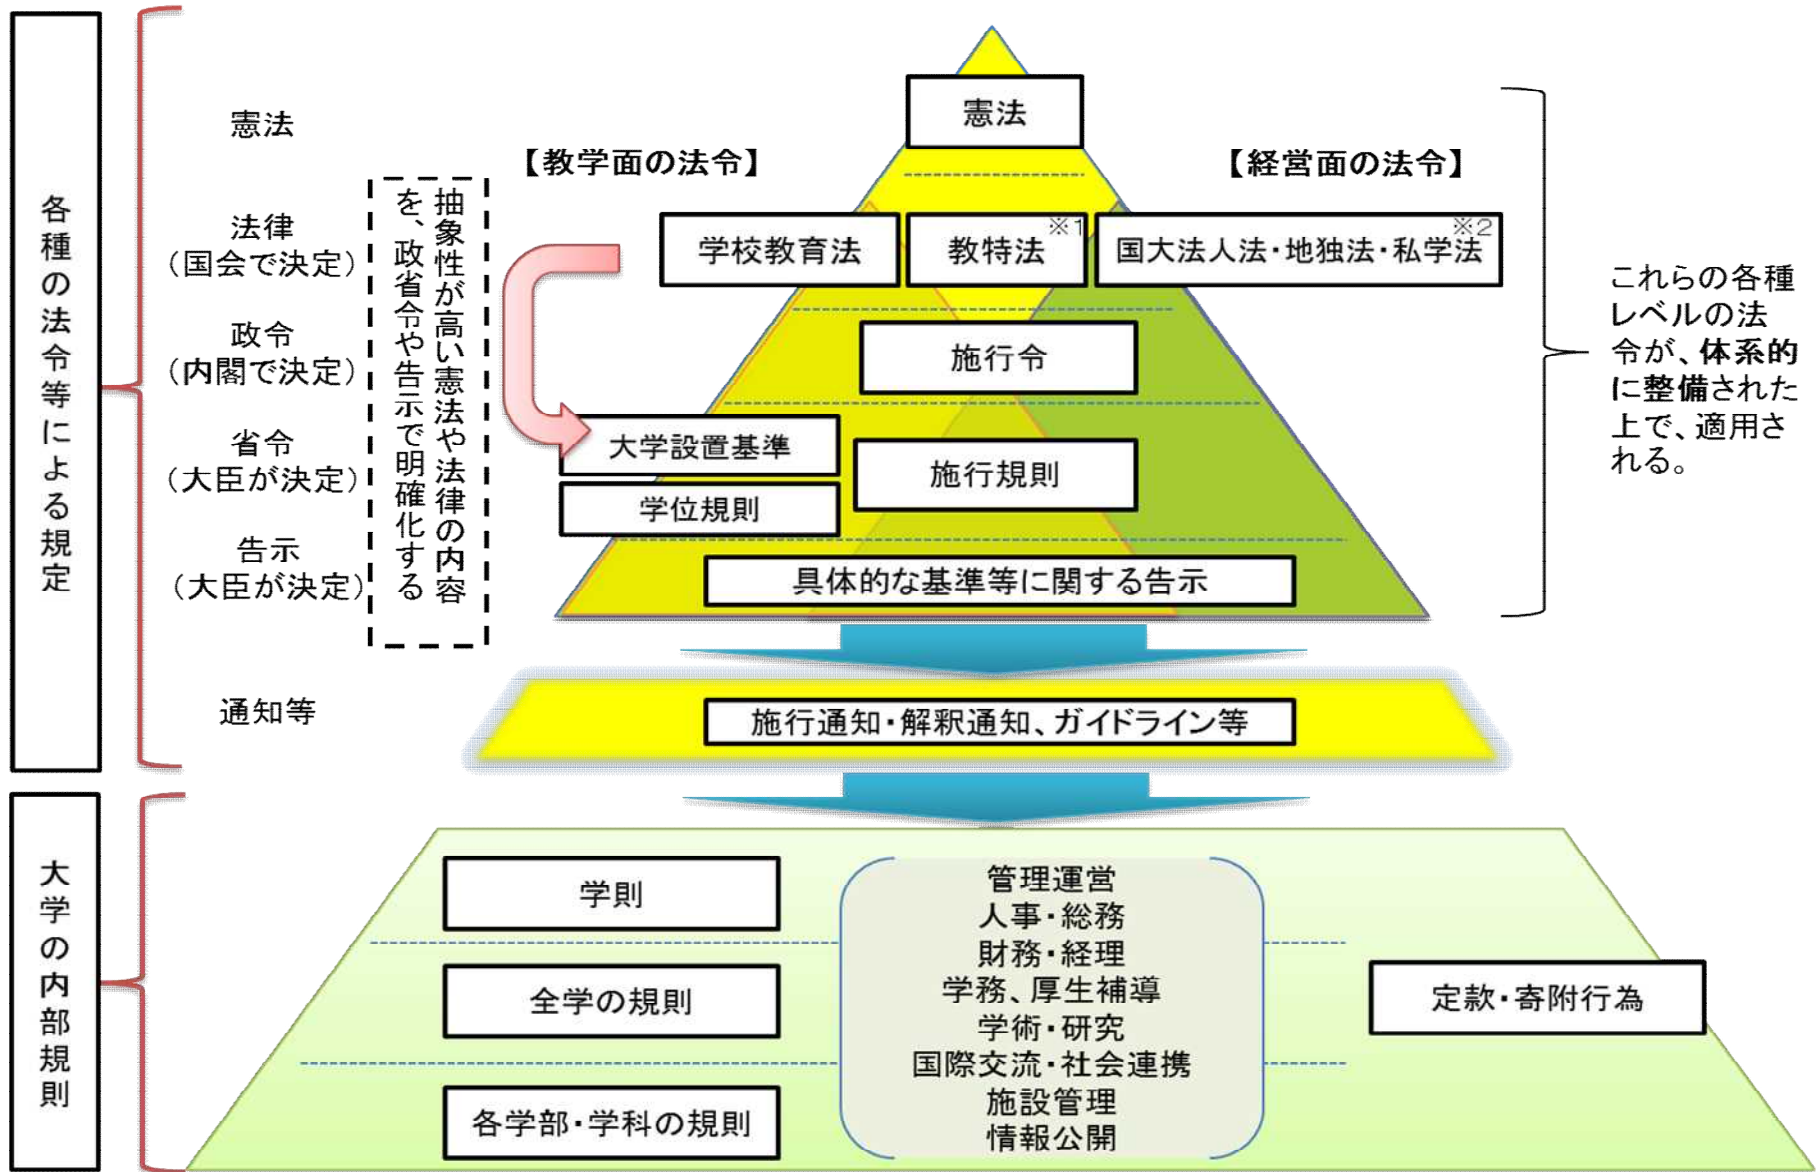 各種の法令等による規定
憲法
法律
（国会で決定）
政令
（内閣で決定）
省令
（大臣が決定）
告示
（大臣が決定）
通知等
抽象性が高い憲法や法律の内容
を、政省令や告示で明確化する
憲法
【教学面の法令】
【経営面の法令】
学校教育法
教特法※1
国大法人法・地独法・私学法※2
施行令
大学設置基準
学位規則
施行規則
具体的な基準等に関する告示
これらの各種
レベルの法
令が、体系的
に整備された
上で、適用さ
れる。
施行通知・解釈通知、ガイドライン等
大学の内部規則
学則
全学の規則
各学部・学科の規則
管理運営
人事・総務
財務・経理
学務、厚生補導
学術・研究
国際交流・社会連携
施設管理
情報公開
定款・寄附行為